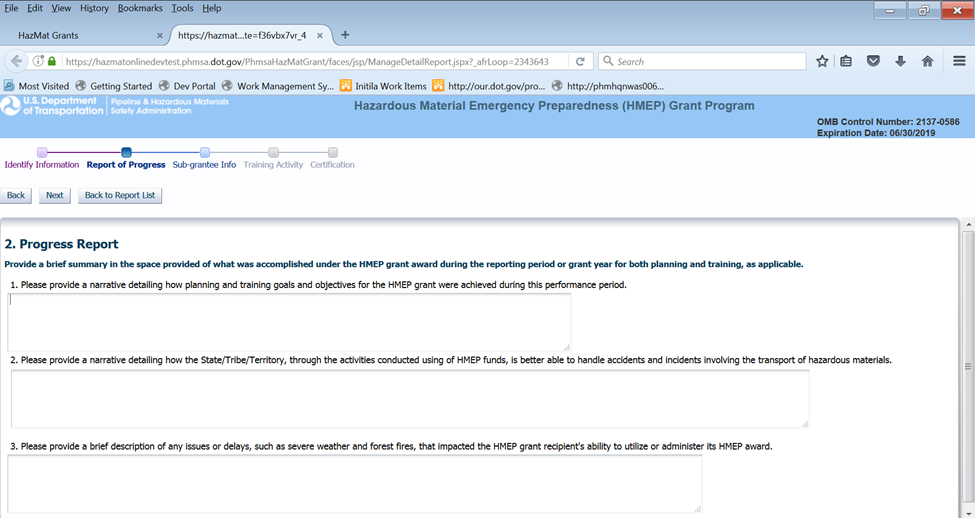 File Edit View History Bookmarks Tools Help
HazMat Grants × https://hazmat...te=f36vbx7vr_4 × +
https://hazmatonlinedevtest.phmsa.dot.gov/PhmsaHazMatGrant/faces/jsp/ManageDetailReport.jspx?_afrLoop=2343643 Search
Most Visited Getting Started Dev Portal Work Management Sy... Initila Work Items http://our.dot.gov/pro... http://phmhqnwas006...
U.S. Department of Transportation
Pipeline & Hazardous Materials Safety Administration
Hazardous Material Emergency Preparedness (HMEP) Grant Program
OMB Control Number: 2137-0586
Expiration Date: 06/30/2019
Identify Information Report of Progress Sub-grantee Info Training Activity Certification
Back Next Back to Report List
2. Progress Report
Provide a brief summary in the space provided of what was accomplished under the HMEP grant award during the reporting period or grant year for both planning and training, as applicable.
1. Please provide a narrative detailing how planning and training goals and objectives for the HMEP grant were achieved during this performance period.
2. Please provide a narrative detailing how the State/Tribe/Territory, through the activities conducted using of HMEP funds, is better able to handle accidents and incidents involving the transport of hazardous materials.
3. Please provide a brief description of any issues or delays, such as severe weather and forest fires, that impacted the HMEP grant recipient's ability to utilize or administer its HMEP award.